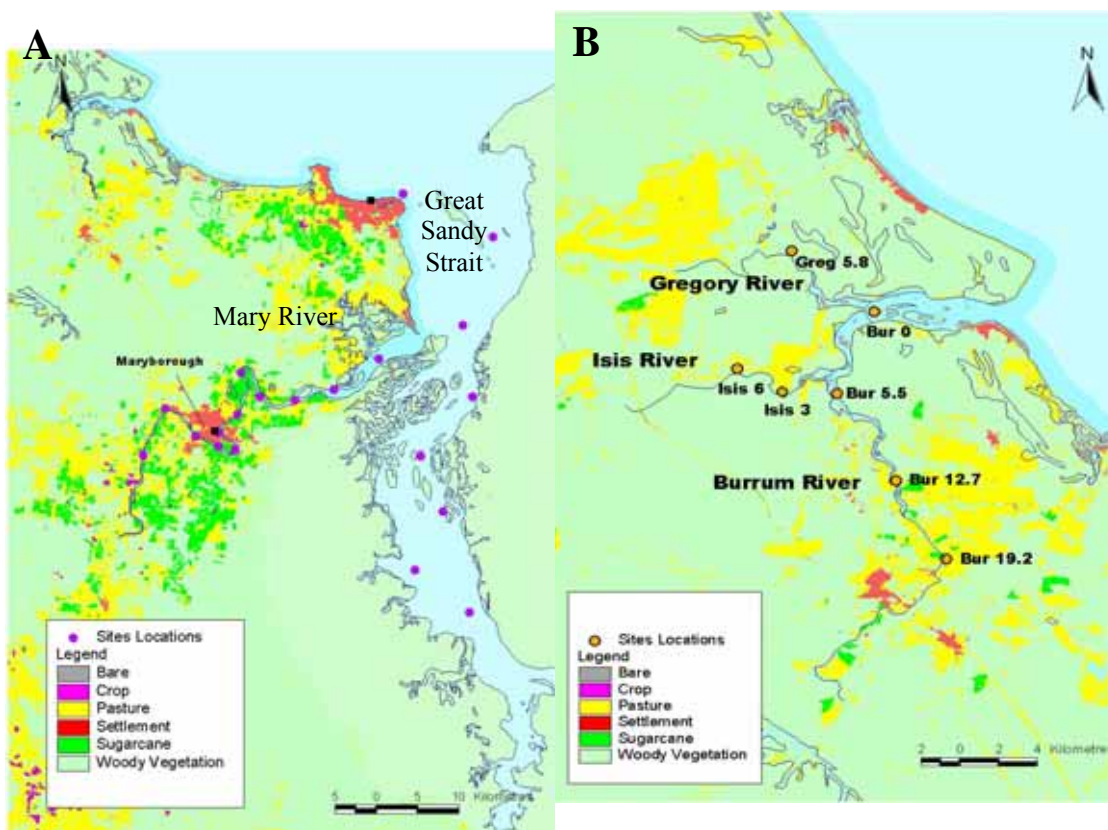 A
N
Great
Sandy
Strait
Mary River
Maryborough
Sites Locations
Legend
Bare
Crop
Pasture
Settlement
Sugarcane
Woody Vegetation
5 0 5 10 Kilometres
B
N
Greg 5.8
Gregory River
Bur 0
Isis River
Isis 6
Isis 3
Bur 5.5
Burrum River
Bur 12.7
Bur 19.2
Sites Locations
Legend
Bare
Crop
Pasture
Settlement
Sugarcane
Woody Vegetation
2 0 2 4 Kilometre